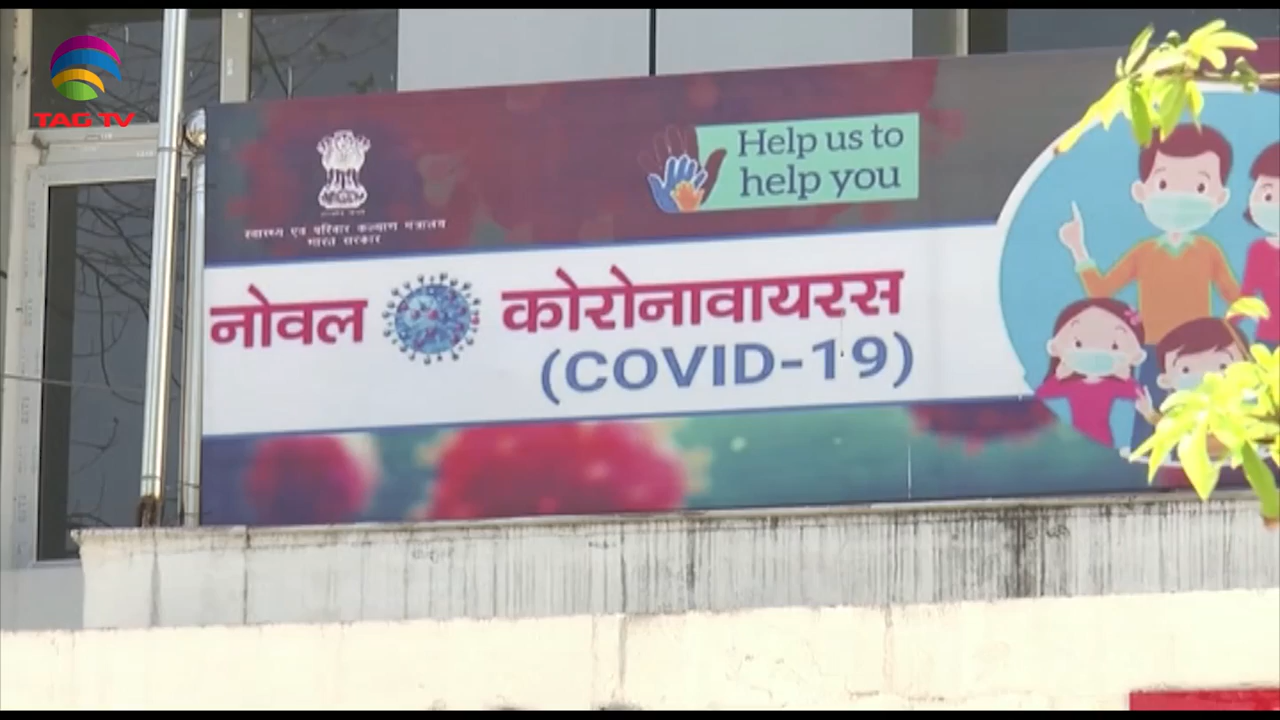 TAG TV
Help us to
help you
स्वास्थ्य एवं परिवार कल्याण मंत्रालय
भारत सरकार
नोवल कोरोनावायरस
(COVID-19)